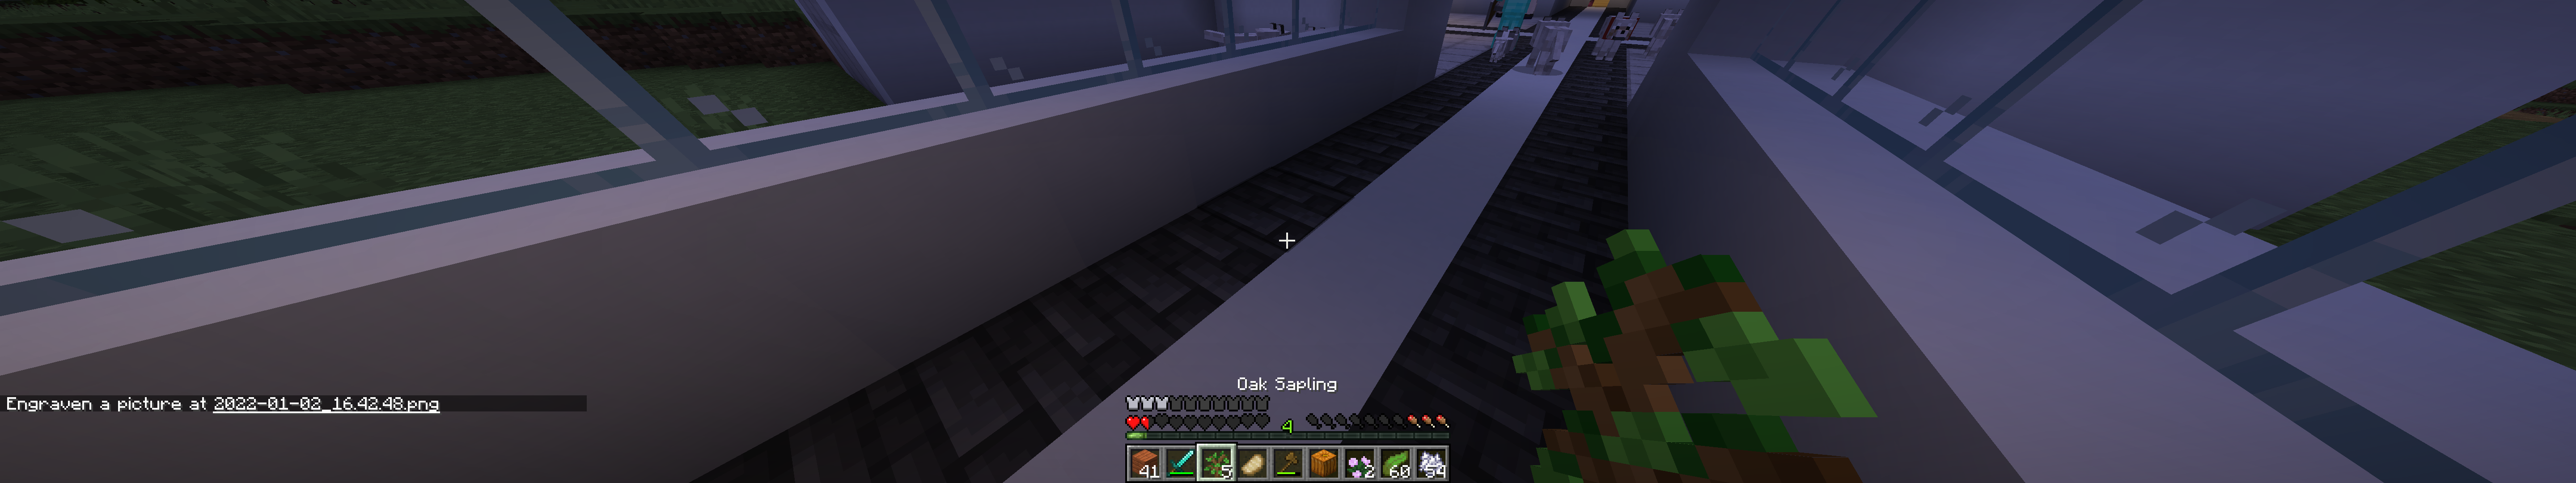 Oak Sapling
Engraven a picture at 2022-01-02_16.42.48.png
4
41 5 2 60 54